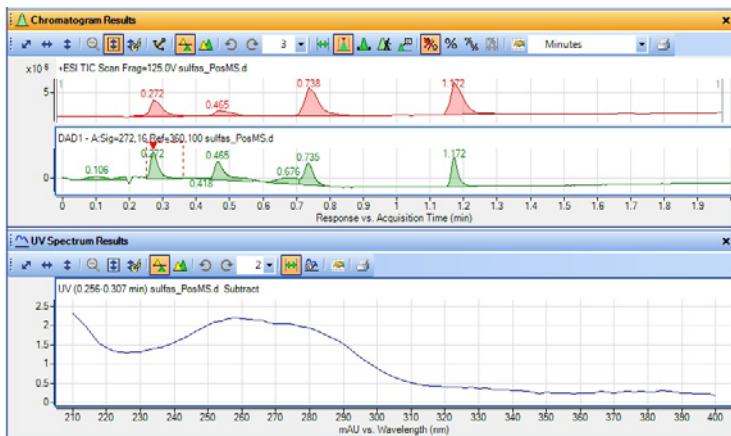 Chromatogram Results
3 Minutes
x10 6 +ESI TIC Scan Frag=125.0V sulfas_PosMS.d
1 1
5
0.272 0.465 0.738 1.172
DAD1 - A:Sig=272,16 Ref=360,100 sulfas_PosMS.d
0
0.106 0.272 0.418 0.465 0.676 0.735 1.172
0 0.1 0.2 0.3 0.4 0.5 0.6 0.7 0.8 0.9 1 1.1 1.2 1.3 1.4 1.5 1.6 1.7 1.8 1.9
Response vs. Acquisition Time (min)
UV Spectrum Results
2
UV (0.256-0.307 min) sulfas_PosMS.d Subtract
2.5
2
1.5
1
0.5
0
210 220 230 240 250 260 270 280 290 300 310 320 330 340 350 360 370 380 390 400
mAU vs. Wavelength (nm)